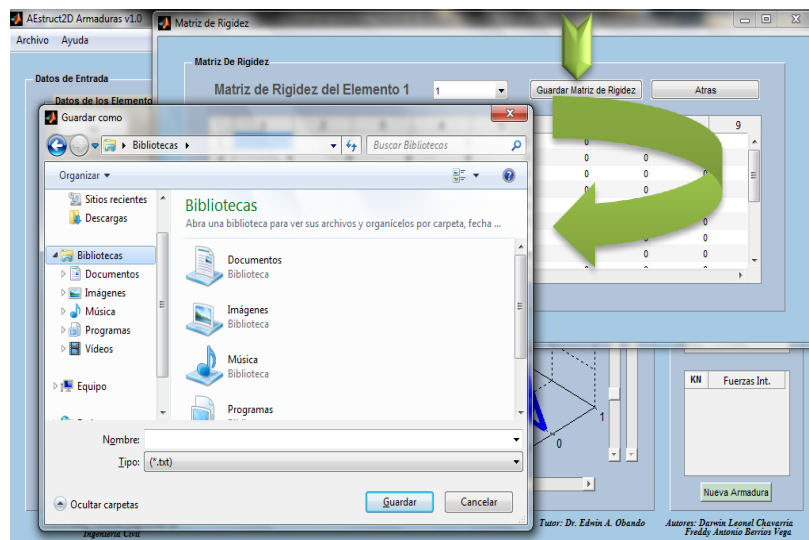 AEstruct2D Armaduras v1.0
Matriz de Rigidez
Archivo Ayuda
Matriz De Rigidez
Datos de Entrada
Matriz de Rigidez del Elemento 1
1
Guardar Matriz de Rigidez
Atras
Datos de los Elemento
9
Guardar como
Bibliotecas
Buscar Bibliotecas
Organizar
Sitios recientes
Descargas
Bibliotecas
Documentos
Imágenes
Música
Programas
Vídeos
Equipo
Bibliotecas
Abra una biblioteca para ver sus archivos y organícelos por carpeta, fecha ...
Documentos
Biblioteca
Imágenes
Biblioteca
Música
Biblioteca
Programas
0
0 0
0 0 0
0 0
0
0 0
0 0
Nombre:
Tipo: (*.txt)
Ocultar carpetas
Guardar
Cancelar
1
0
KN Fuerzas Int.
Nueva Armadura
Ingeniería Civil
Tutor: Dr. Edwin A. Obando
Autores: Darwin Leonel Chavarria
Freddy Antonio Berrios Vega